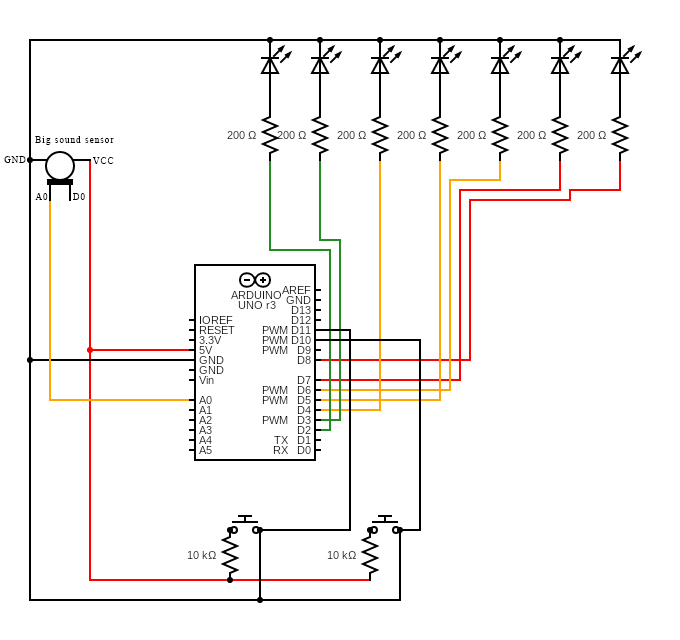 Big sound sensor
GND
VCC
A0
D0
200 Ω
200 Ω
200 Ω
200 Ω
200 Ω
200 Ω
200 Ω
ARDUINO
UNO r3
IOREF
RESET
3.3V
5V
GND
GND
Vin
A0
A1
A2
A3
A4
A5
AREF
GND
D13
D12
PWM D11
PWM D10
PWM D9
D8
D7
PWM D6
PWM D5
D4
PWM D3
D2
TX D1
RX D0
10 kΩ
10 kΩ